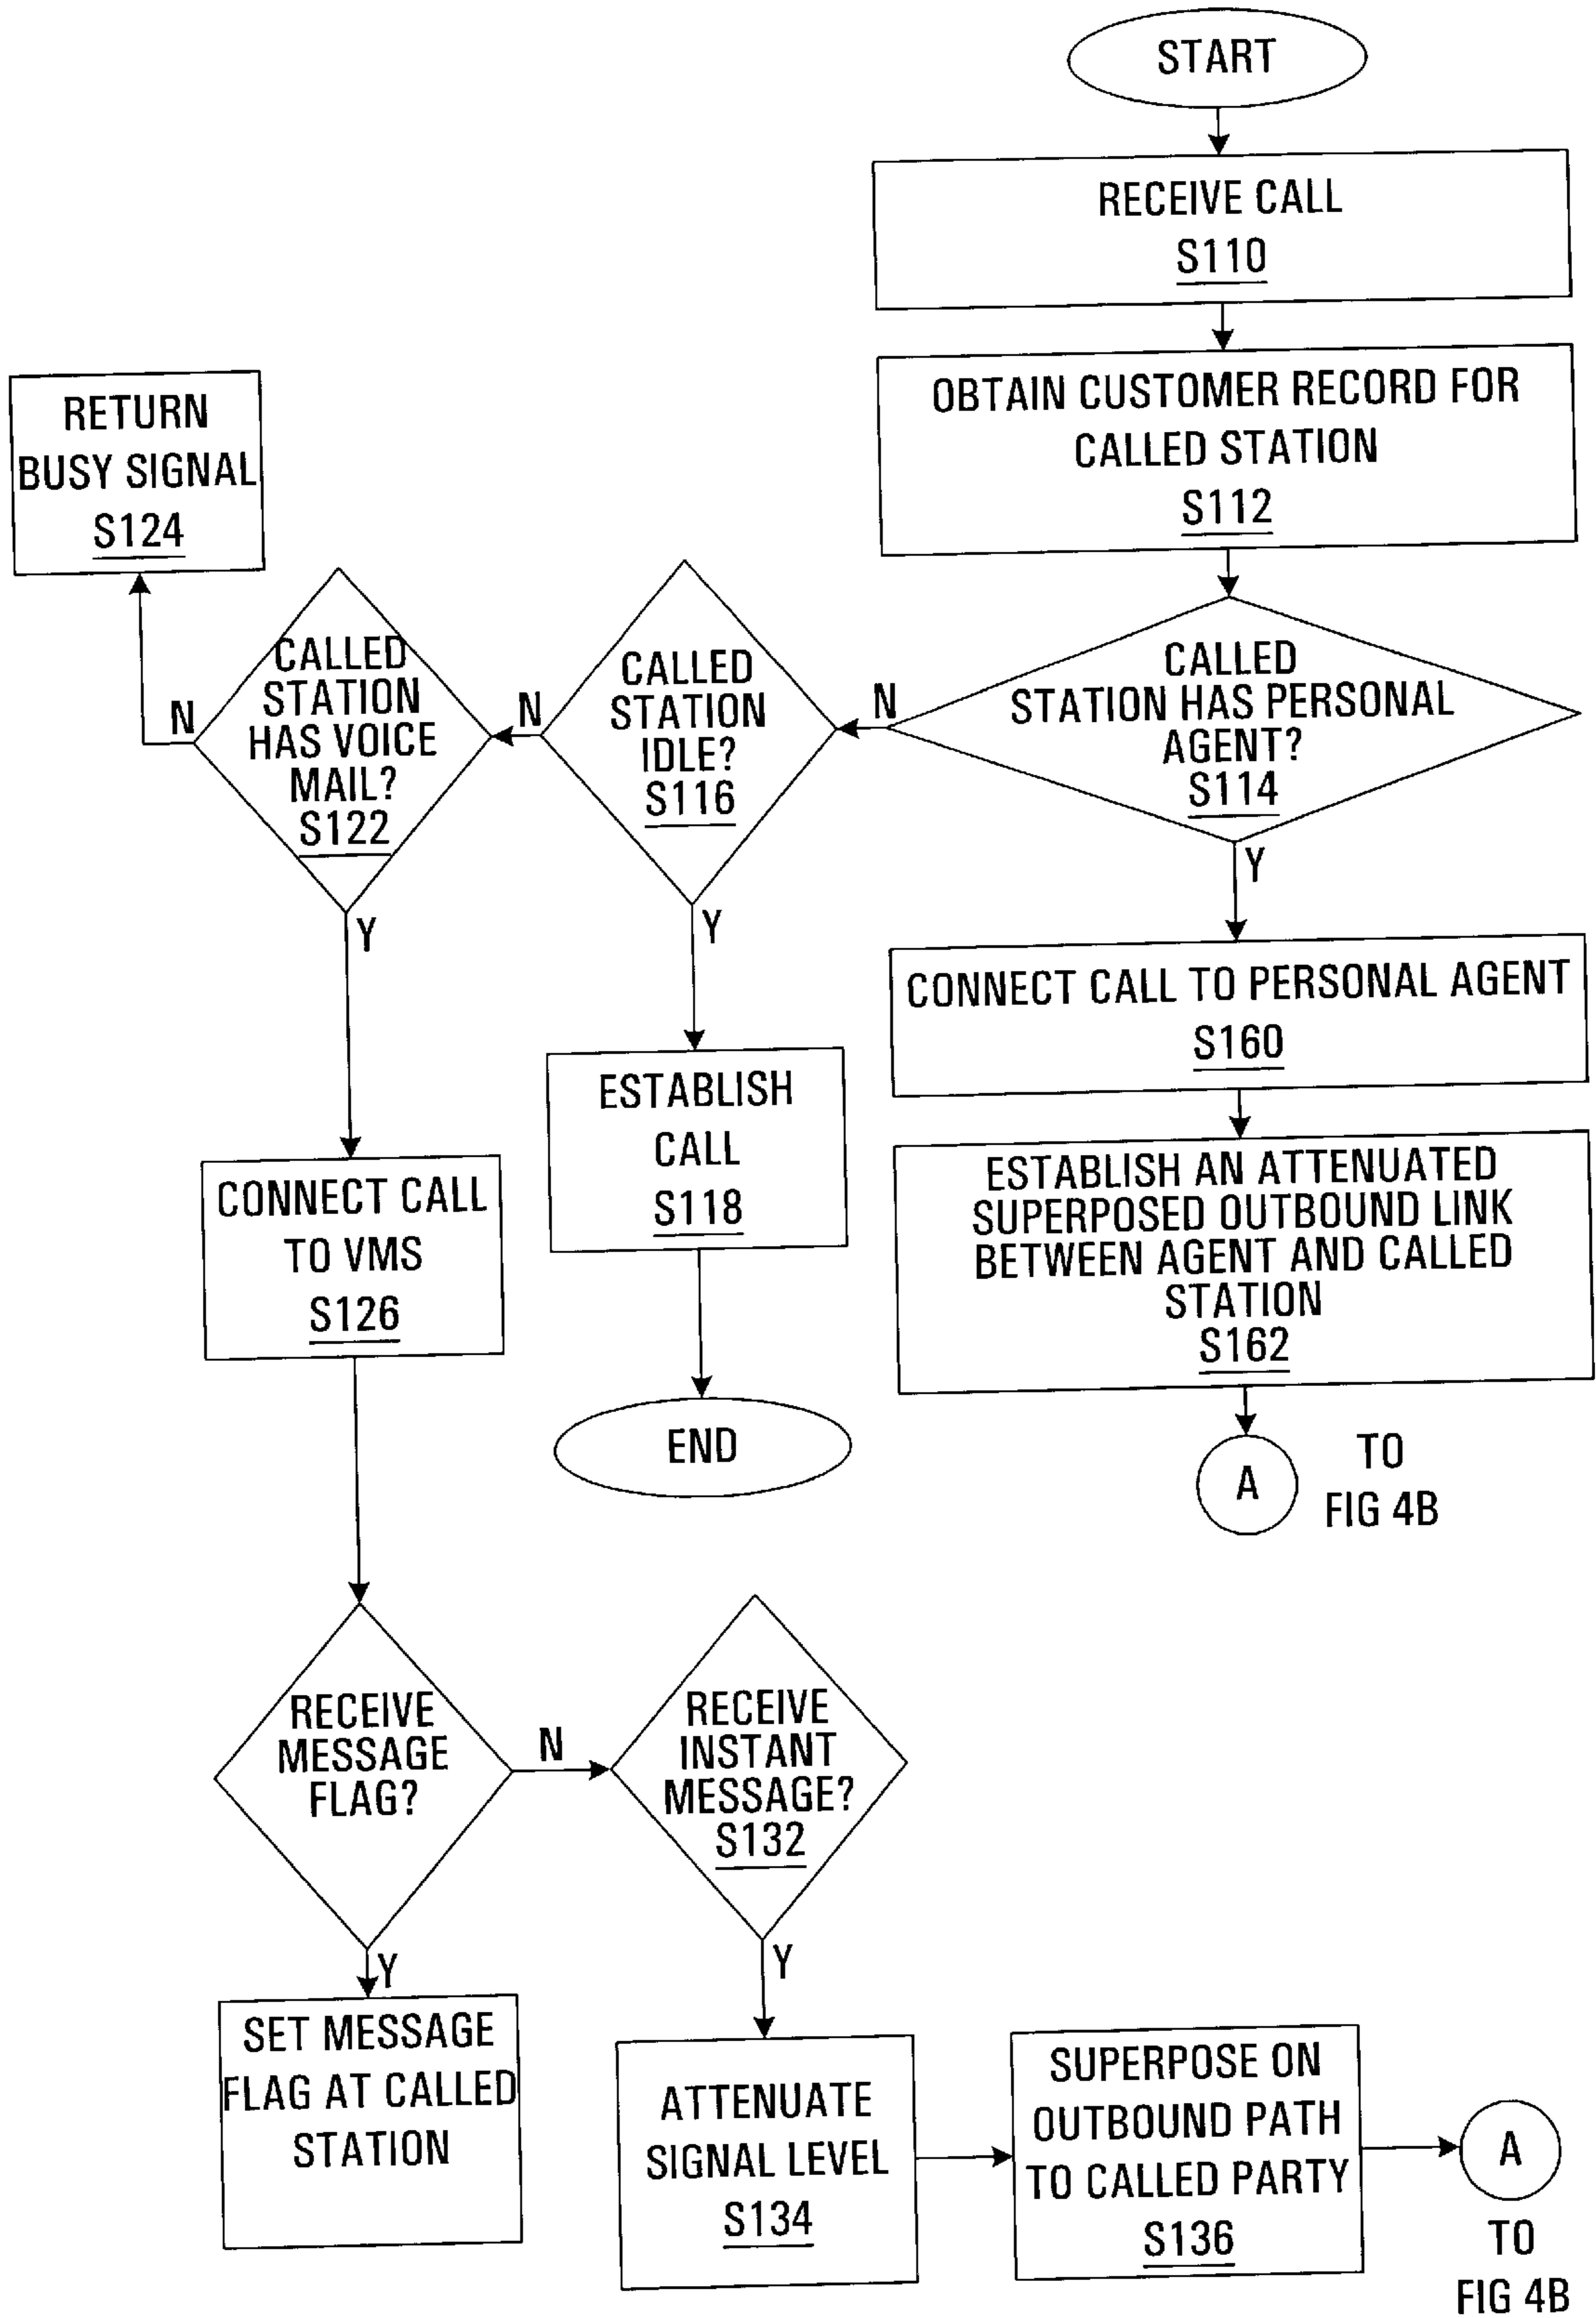 START
RECEIVE CALL
S110
OBTAIN CUSTOMER RECORD FOR
CALLED STATION
S112
RETURN
BUSY SIGNAL
S124
CALLED
STATION
HAS VOICE
MAIL?
S122
N
CALLED
STATION
IDLE?
S116
N
CALLED
STATION HAS PERSONAL
AGENT?
S114
N
Y
Y
Y
CONNECT CALL TO PERSONAL AGENT
S160
ESTABLISH
CALL
S118
CONNECT CALL
TO VMS
S126
ESTABLISH AN ATTENUATED
SUPERPOSED OUTBOUND LINK
BETWEEN AGENT AND CALLED
STATION
S162
END
A
TO
FIG 4B
RECEIVE
MESSAGE
FLAG?
N
RECEIVE
INSTANT
MESSAGE?
S132
Y
Y
SET MESSAGE
FLAG AT CALLED
STATION
ATTENUATE
SIGNAL LEVEL
S134
SUPERPOSE ON
OUTBOUND PATH
TO CALLED PARTY
S136
A
TO
FIG 4B